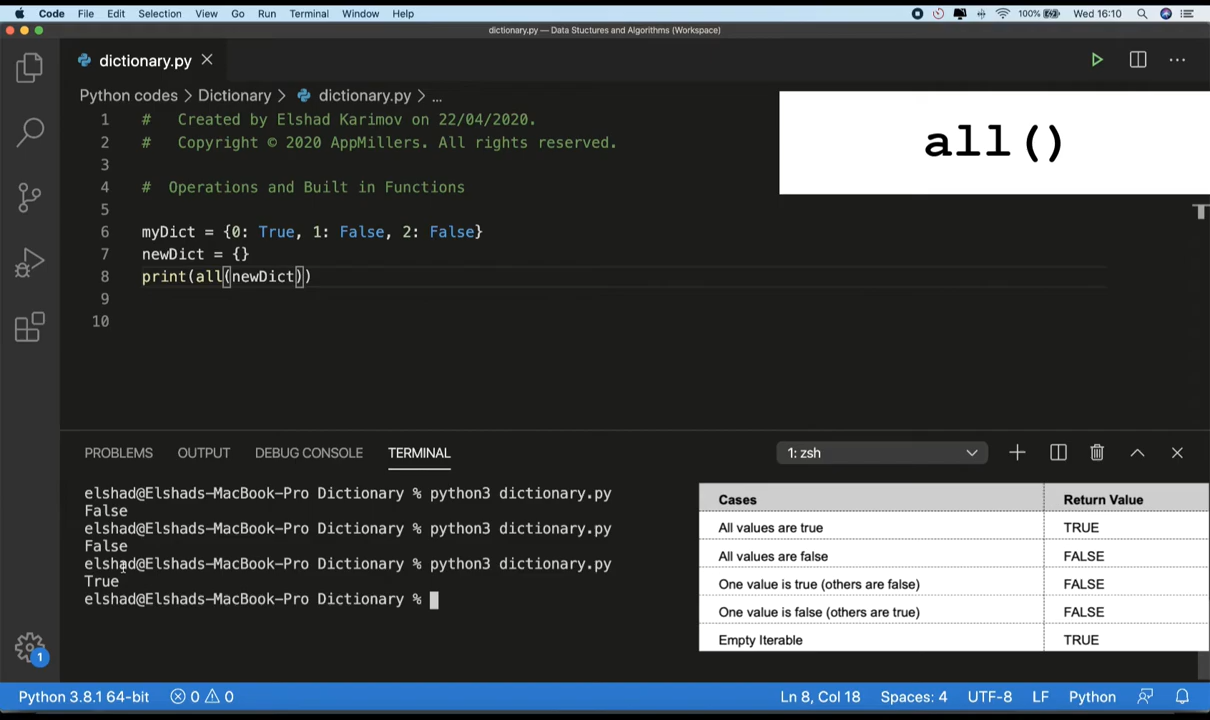 Code File Edit Selection View Go Run Terminal Window Help 100% Wed 16:10
dictionary.py — Data Stuctures and Algorithms (Workspace)
dictionary.py
Python codes > Dictionary > dictionary.py > ...
all()
1 # Created by Elshad Karimov on 22/04/2020.
2 # Copyright © 2020 AppMillers. All rights reserved.
3
4 # Operations and Built in Functions
5
6 myDict = {0: True, 1: False, 2: False}
7 newDict = {}
8 print(all(newDict))
9
10
PROBLEMS OUTPUT DEBUG CONSOLE TERMINAL 1: zsh
elshad@Elshads-MacBook-Pro Dictionary % python3 dictionary.py
False
elshad@Elshads-MacBook-Pro Dictionary % python3 dictionary.py
False
elshad@Elshads-MacBook-Pro Dictionary % python3 dictionary.py
True
elshad@Elshads-MacBook-Pro Dictionary %
Cases Return Value
All values are true TRUE
All values are false FALSE
One value is true (others are false) FALSE
One value is false (others are true) FALSE
Empty Iterable TRUE
1
Python 3.8.1 64-bit 0 0 Ln 8, Col 18 Spaces: 4 UTF-8 LF Python